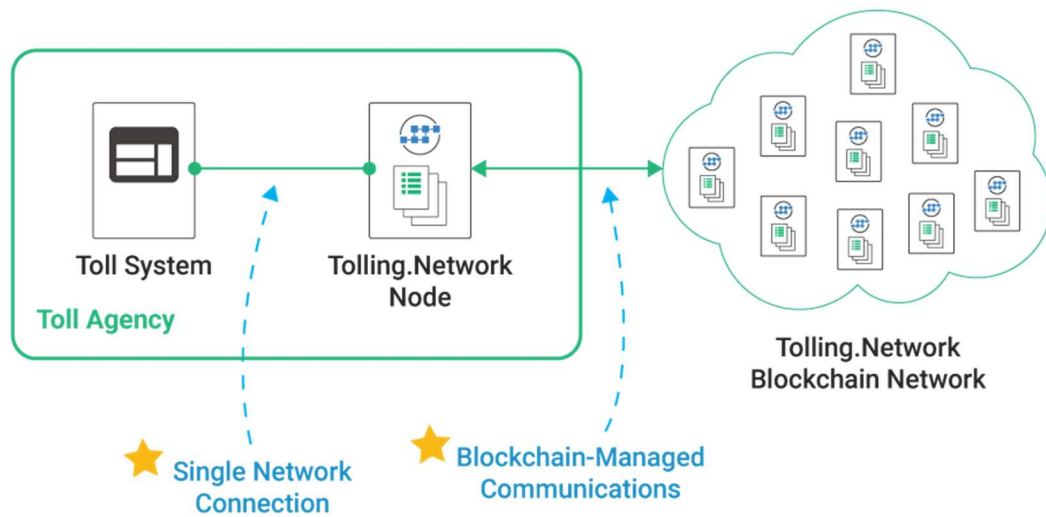 Toll System
Tolling.Network
Node
Toll Agency
Tolling.Network
Blockchain Network
Single Network
Connection
Blockchain-Managed
Communications